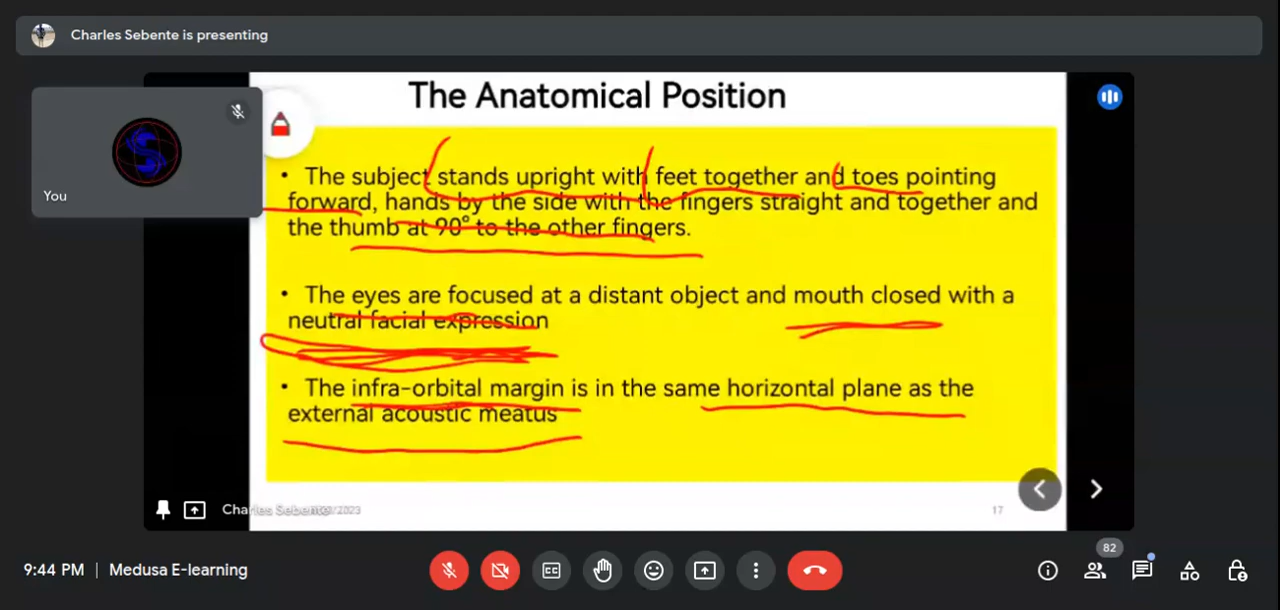 Charles Sebente is presenting
The Anatomical Position
You
• The subject stands upright with feet together and toes pointing
forward, hands by the side with the fingers straight and together and
the thumb at 90° to the other fingers.
• The eyes are focused at a distant object and mouth closed with a
neutral facial expression
• The infra-orbital margin is in the same horizontal plane as the
external acoustic meatus
Charles Sebente
/2023
17
9:44 PM | Medusa E-learning
CC
82